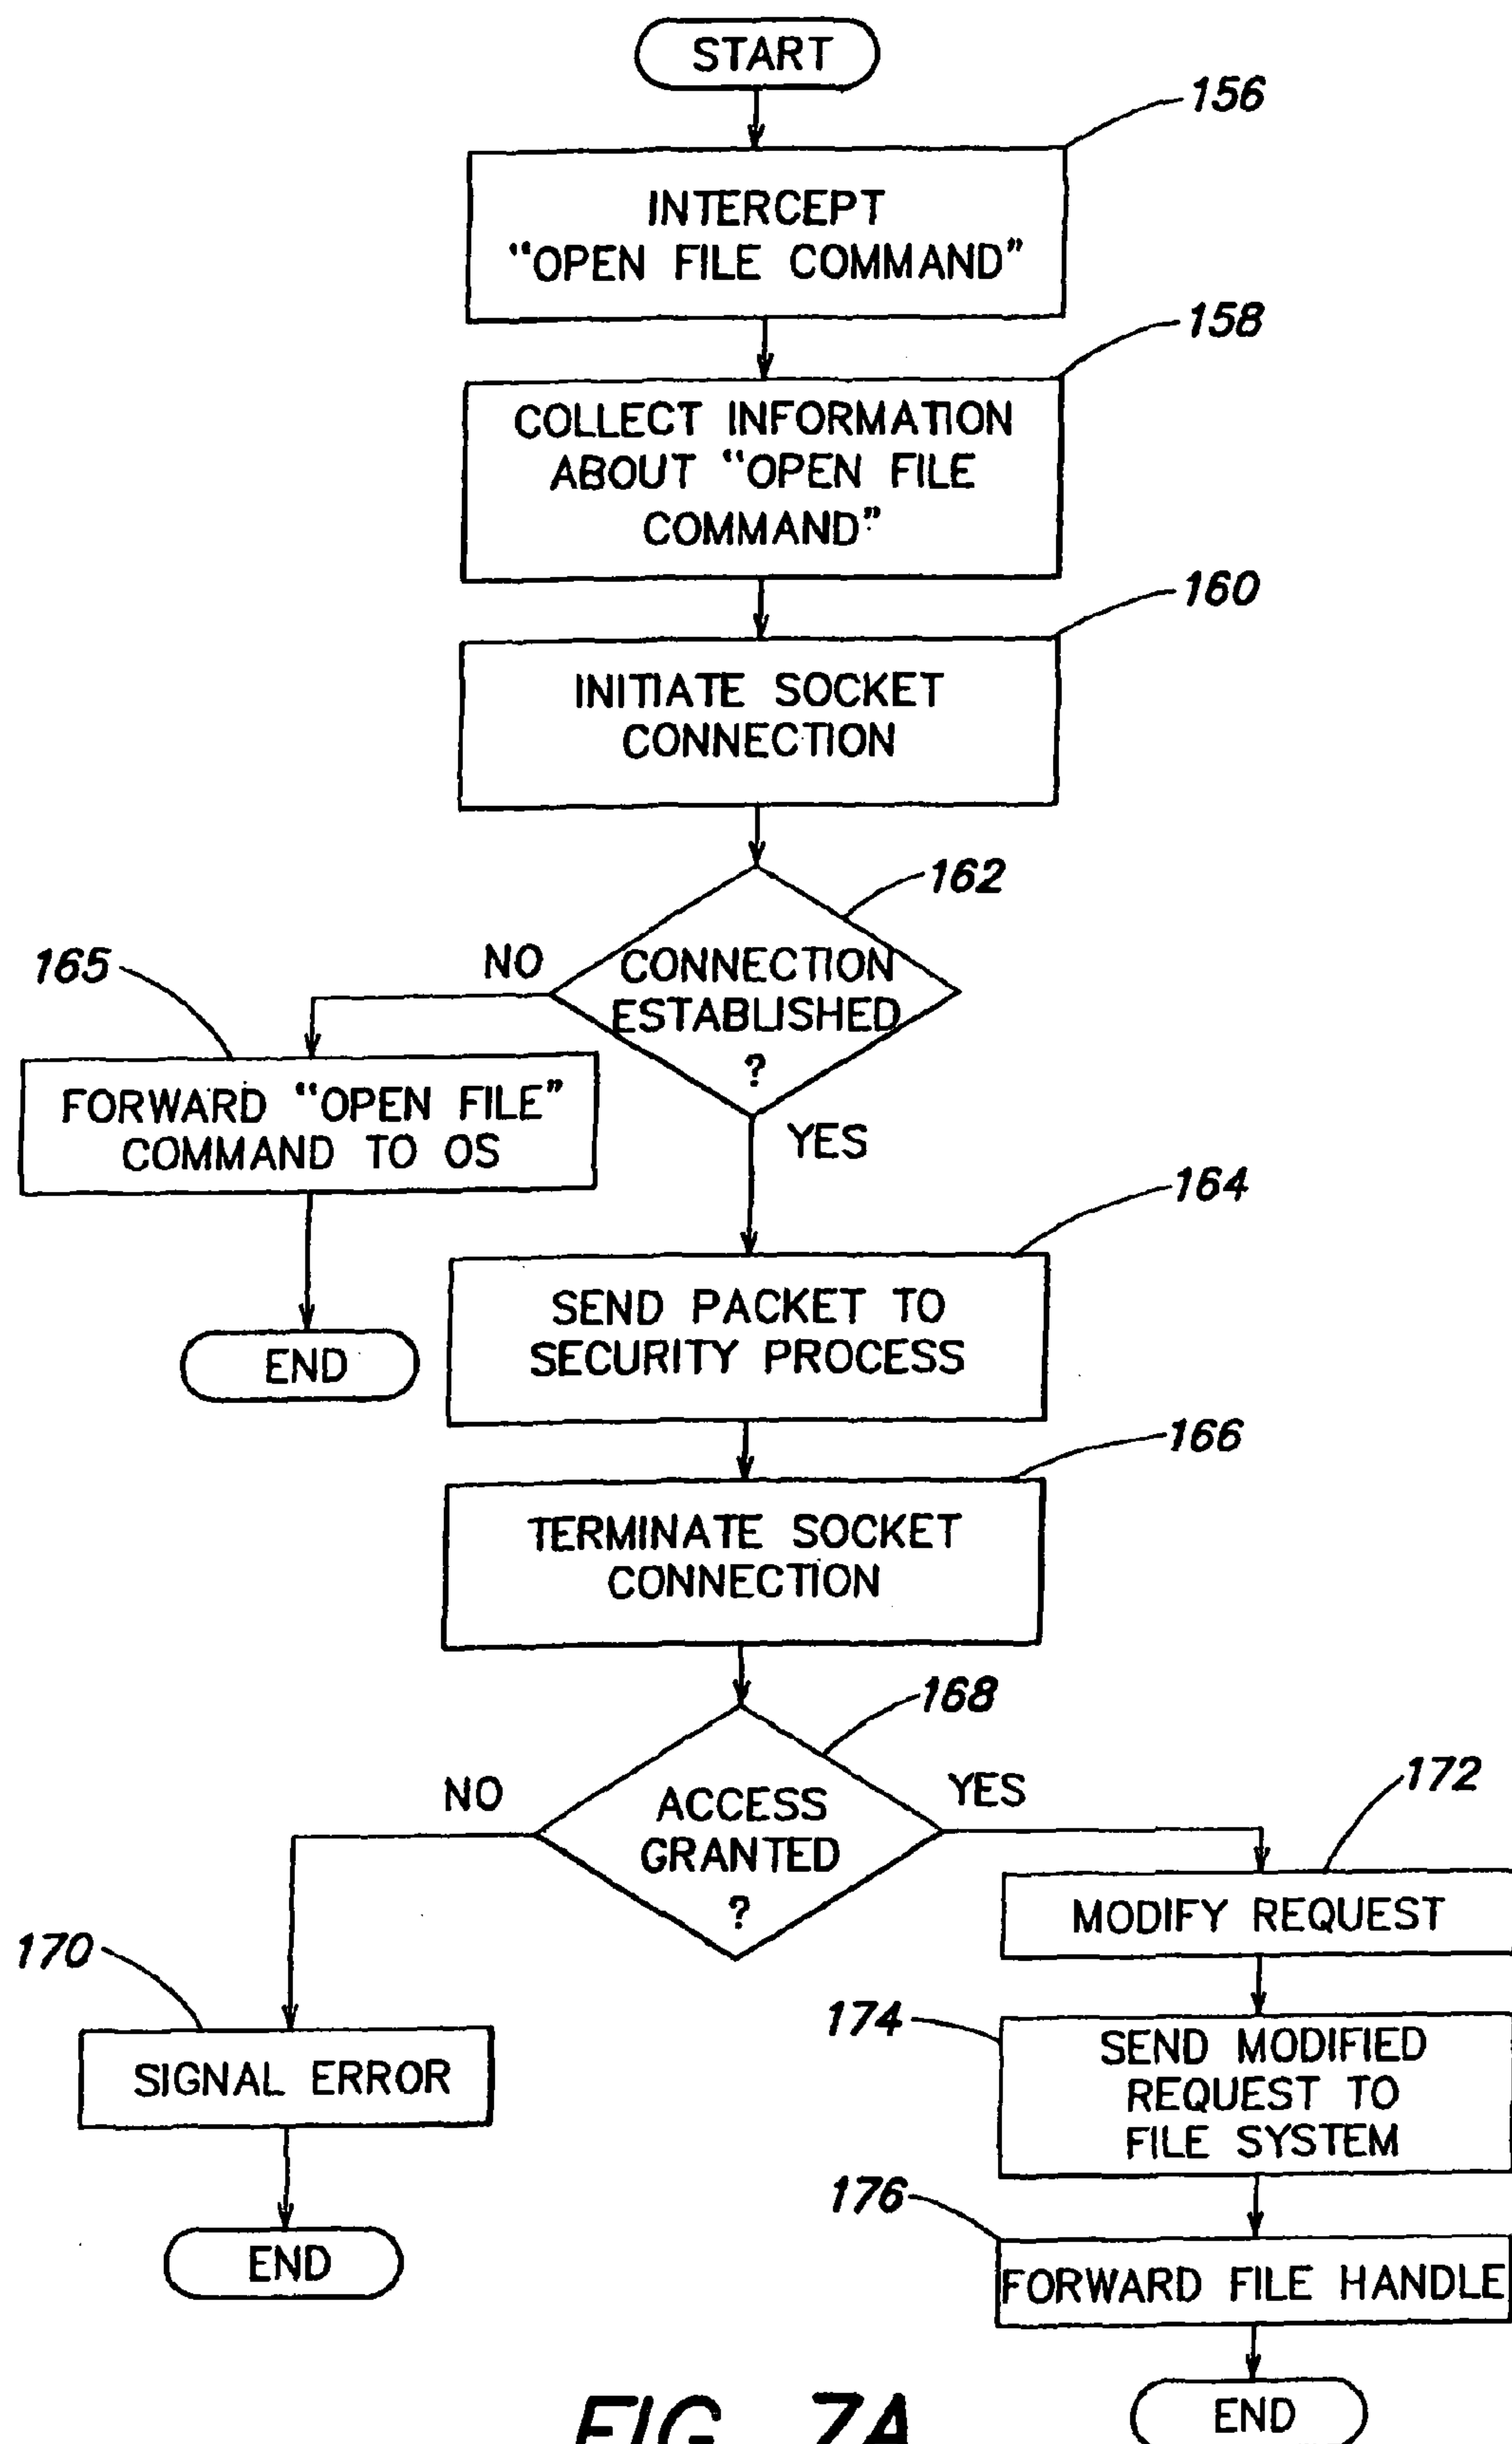 START
156
INTERCEPT
“OPEN FILE COMMAND”
158
COLLECT INFORMATION
ABOUT “OPEN FILE
COMMAND”
160
INITIATE SOCKET
CONNECTION
162
165
NO
CONNECTION
ESTABLISHED
?
FORWARD “OPEN FILE”
COMMAND TO OS
YES
164
SEND PACKET TO
SECURITY PROCESS
END
166
TERMINATE SOCKET
CONNECTION
168
NO
ACCESS
GRANTED
?
YES
172
MODIFY REQUEST
170
SIGNAL ERROR
174
SEND MODIFIED
REQUEST TO
FILE SYSTEM
176
END
FORWARD FILE HANDLE
END
FIG. 7A